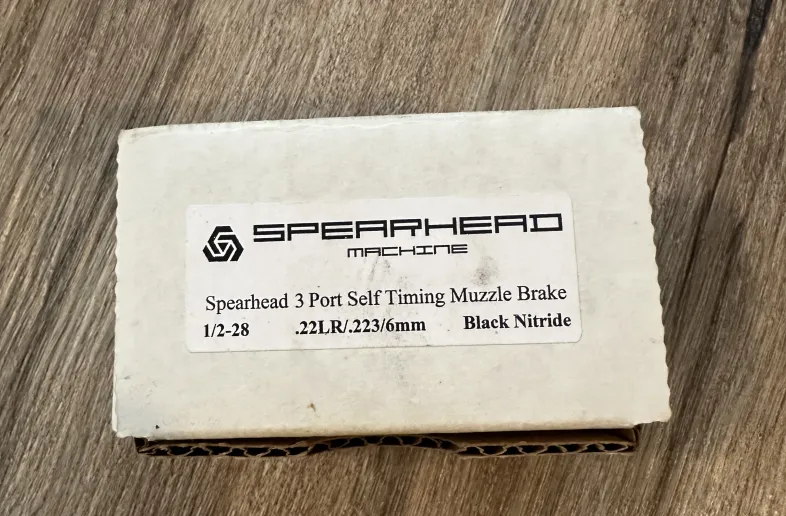 SPEARHEAD
MACHINE
Spearhead 3 Port Self Timing Muzzle Brake
1/2-28 .22LR/.223/6mm Black Nitride